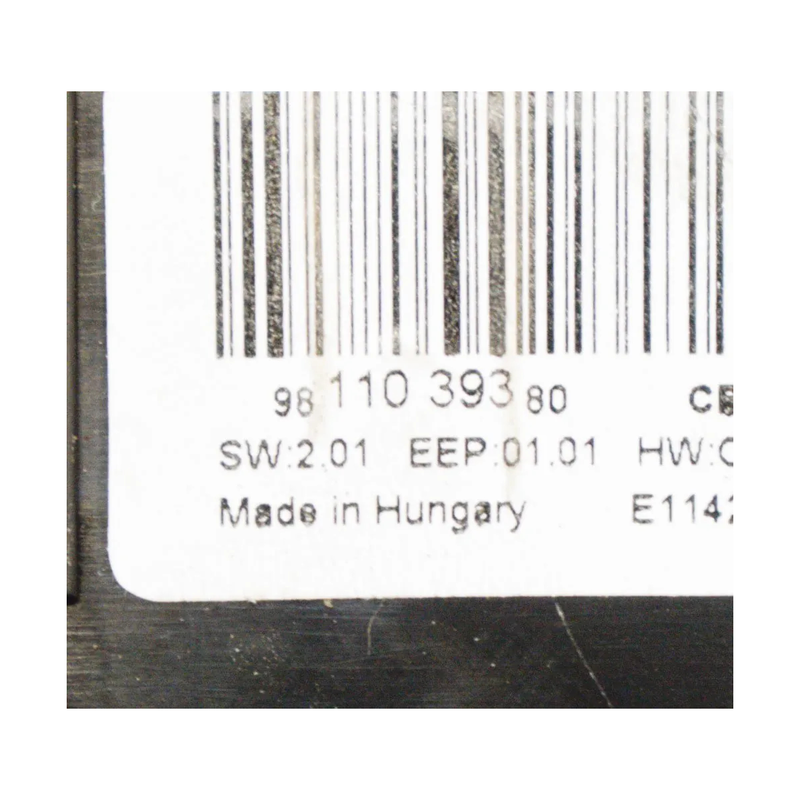 98 110 393 80
SW:2.01 EEP:01.01
Made in Hungary